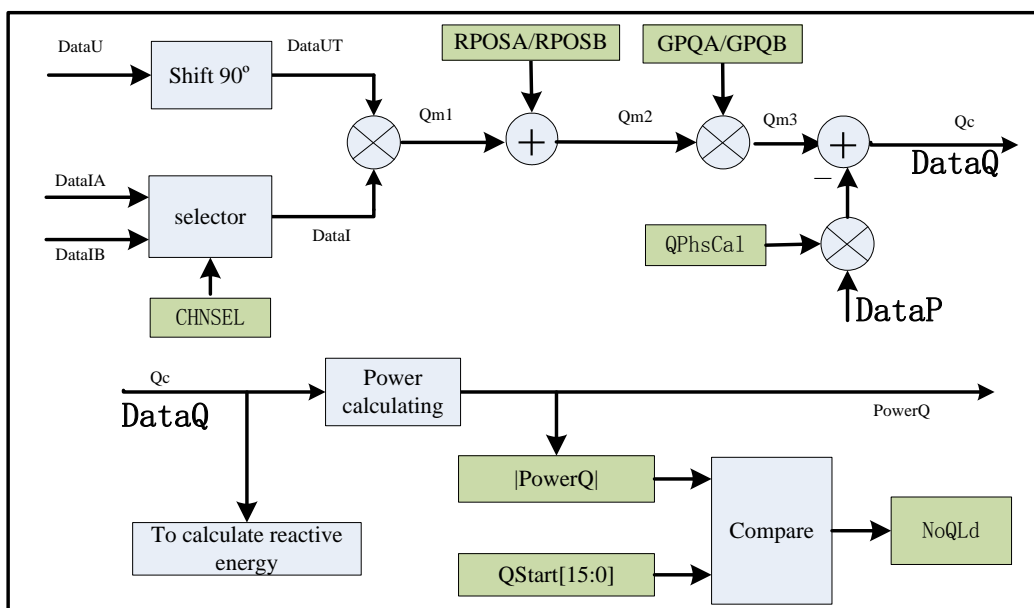 DataU
Shift 90°
DataUT
RPOSA/RPOSB
GPQA/GPQB
Qm1
Qm2
Qm3
Qc
DataQ
DataIA
selector
DataI
DataIB
QPhsCal
CHNSEL
DataP
Qc
DataQ
Power
calculating
PowerQ
|PowerQ|
To calculate reactive
energy
Compare
NoQLd
QStart[15:0]